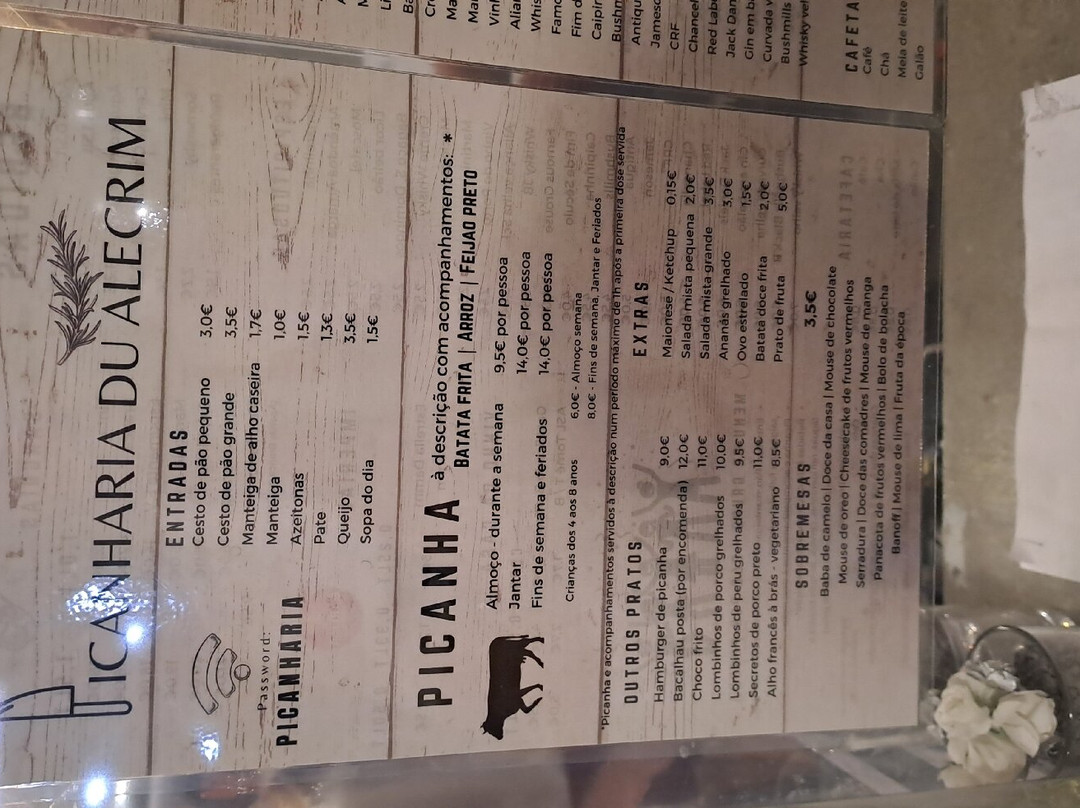 PICANHARIA DU ALECRIM
Password:
PICANHARIA
ENTRADAS
Cesto de pão pequeno 3,0€
Cesto de pão grande 3,5€
Manteiga de alho caseira 1,7€
Manteiga 1,0€
Azeitonas 1,5€
Pate 1,3€
Queijo 3,5€
Sopa do dia 1,5€
PICANHA à descrição com acompanhamentos: *
BATATA FRITA | ARROZ | FEIJAO PRETO
Almoço - durante a semana 9,5€ por pessoa
Jantar 14,0€ por pessoa
Fins de semana e feriados 14,0€ por pessoa
Crianças dos 4 aos 8 anos 6,0€ - Almoço semana
8,0€ - Fins de semana, Jantar e Feriados
*Picanha e acompanhamentos servidos à descrição num período máximo de 1h após a primeira dose servida
OUTROS PRATOS
Hamburger de picanha 9,0€
Bacalhau posta (por encomenda) 12,0€
Choco frito 11,0€
Lombinhos de porco grelhados 10,0€
Lombinhos de peru grelhados 9,5€
Secretos de porco preto 11,0€
Alho francês à brás - vegetariano 8,5€
EXTRAS
Maionese / Ketchup 0,15€
Salada mista pequena 2,0€
Salada mista grande 3,5€
Ananás grelhado 3,0€
Ovo estrelado 1,5€
Batata doce frita 2,0€
Prato de fruta 5,0€
SOBREMESAS 3,5€
Baba de camelo | Doce da casa | Mouse de chocolate
Mouse de oreo | Cheesecake de frutos vermelhos
Serradura | Doce das comadres | Mouse de manga
Panacota de frutos vermelhos | Bolo de bolacha
Banoff | Mouse de lima | Fruta da época
Antiqu
Jameso
CRF
Chancel
Red Labe
Jack Dan
Gin em ba
Curvada v
Bushmills
Whisky vel
CAFETA
Café
Chá
Meia de leite
Galão